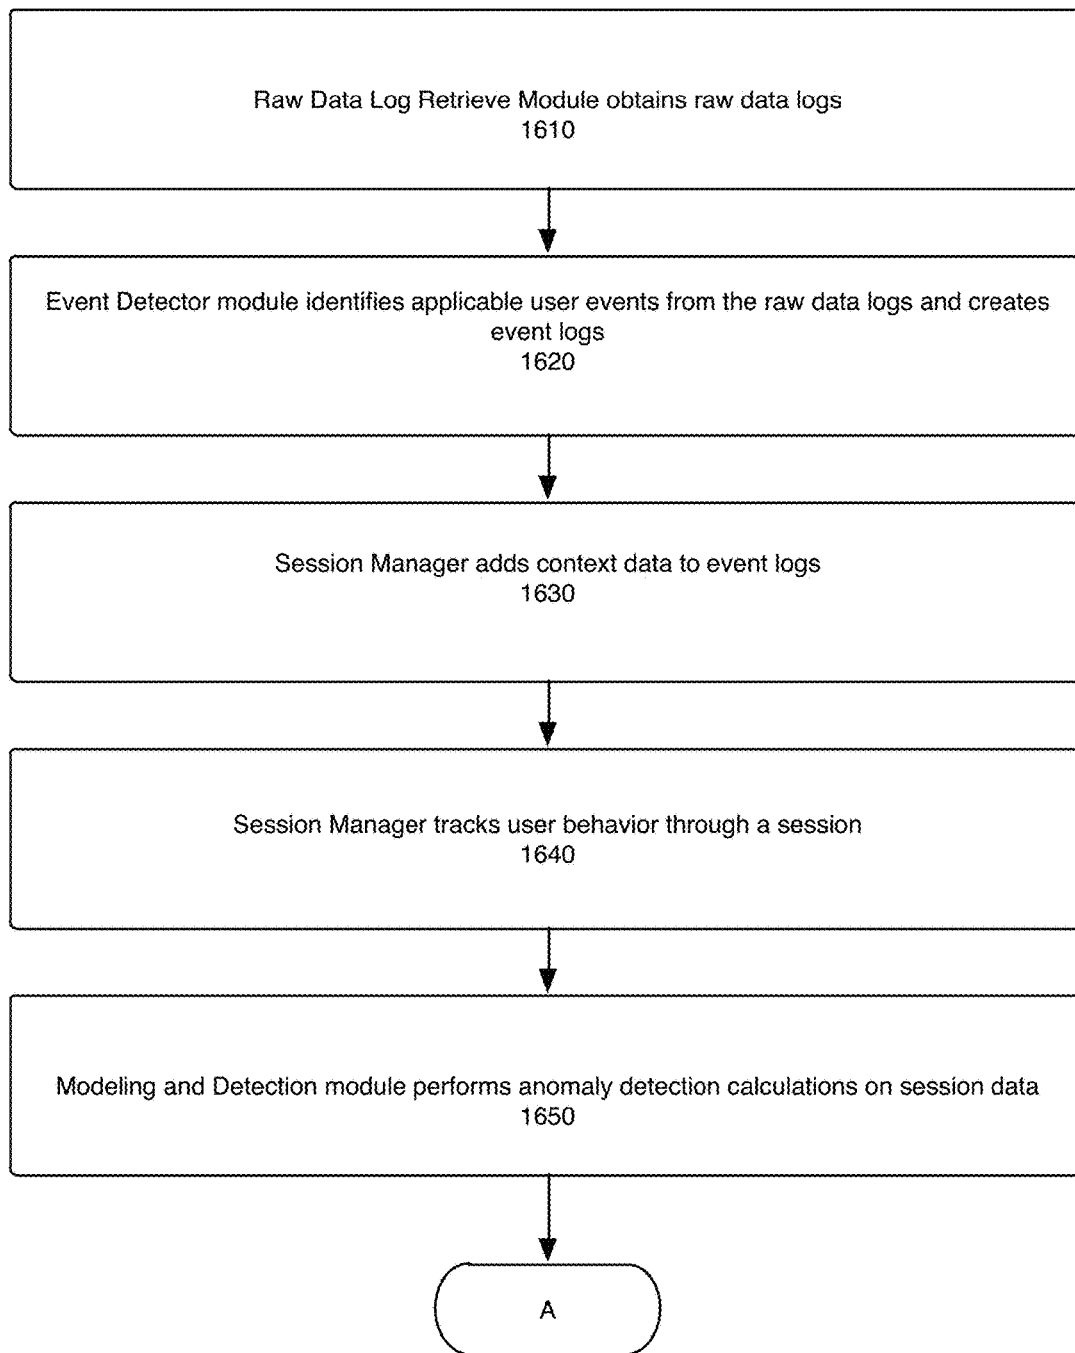 Raw Data Log Retrieve Module obtains raw data logs
1610
Event Detector module identifies applicable user events from the raw data logs and creates
event logs
1620
Session Manager adds context data to event logs
1630
Session Manager tracks user behavior through a session
1640
Modeling and Detection module performs anomaly detection calculations on session data
1650
A